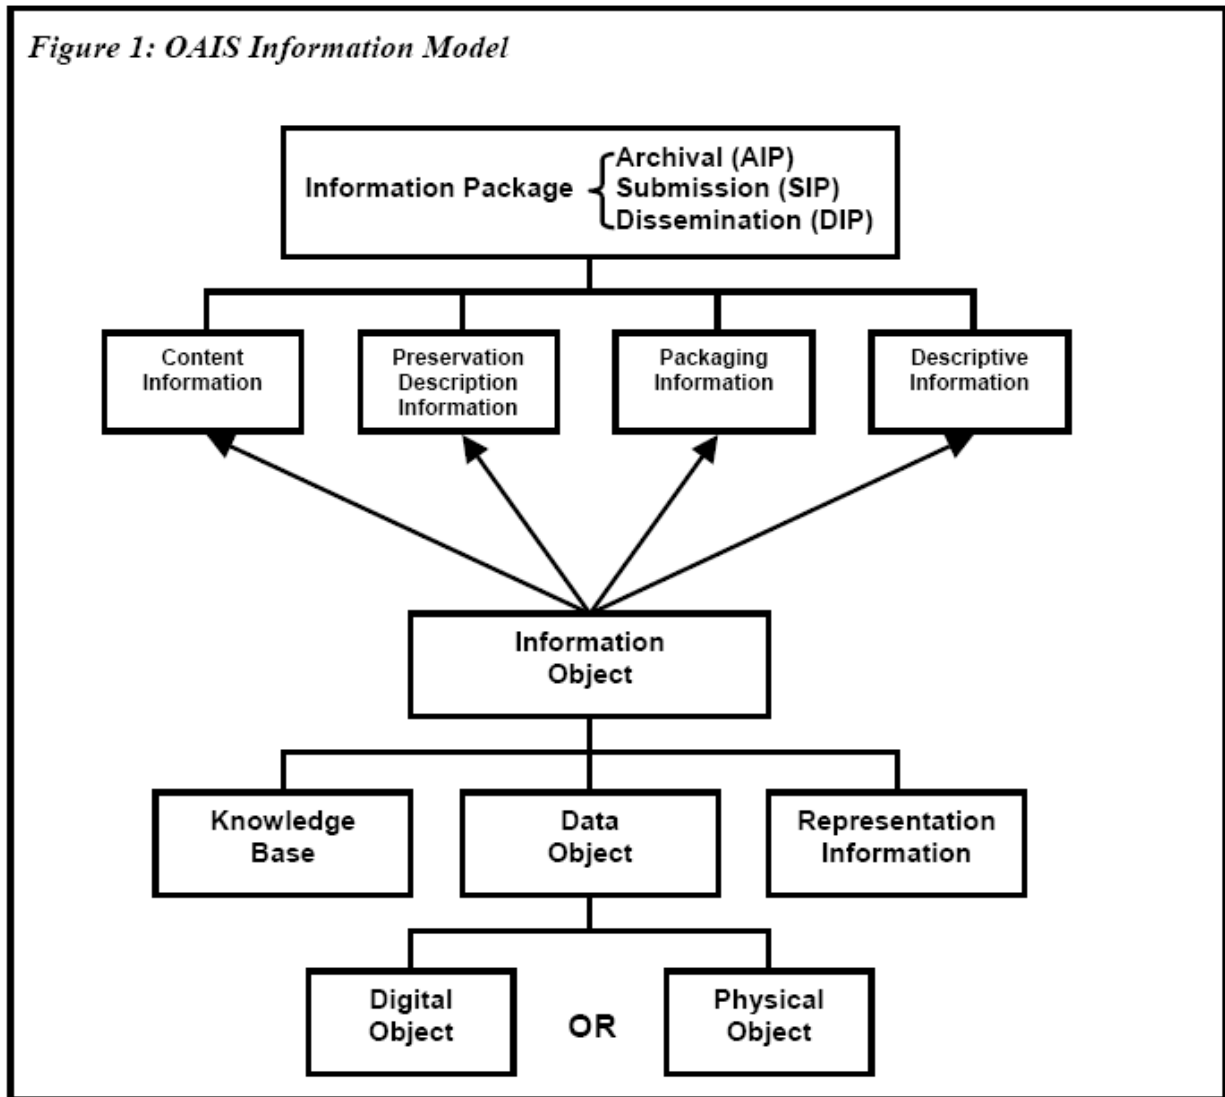 Figure 1: OAIS Information Model
Archival (AIP)
Information Package
Submission (SIP)
Dissemination (DIP)
Content
Information
Preservation
Description
Information
Packaging
Information
Descriptive
Information
Information
Object
Knowledge
Base
Data
Object
Representation
Information
Digital
Object
OR
Physical
Object